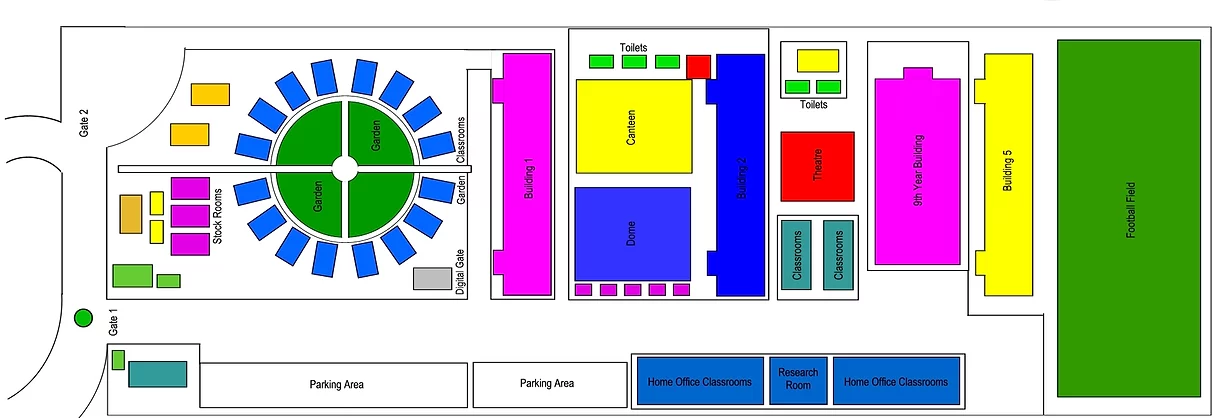 Gate 2
Garden
Garden
Stock Rooms
Garden Classrooms
Digital Gate
Building 1
Toilets
Canteen
Dome
Building 2
Toilets
Theatre
Classrooms
Classrooms
9th Year Building
Building 5
Football Field
Gate 1
Parking Area
Parking Area
Home Office Classrooms
Research
Room
Home Office Classrooms